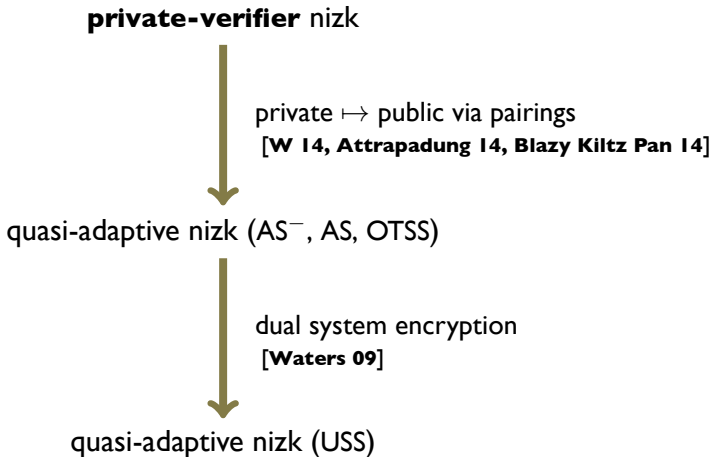 private-verifier nizk
private ↦ public via pairings
[W 14, Attrapadung 14, Blazy Kiltz Pan 14]
quasi-adaptive nizk (AS⁻, AS, OTSS)
dual system encryption
[Waters 09]
quasi-adaptive nizk (USS)